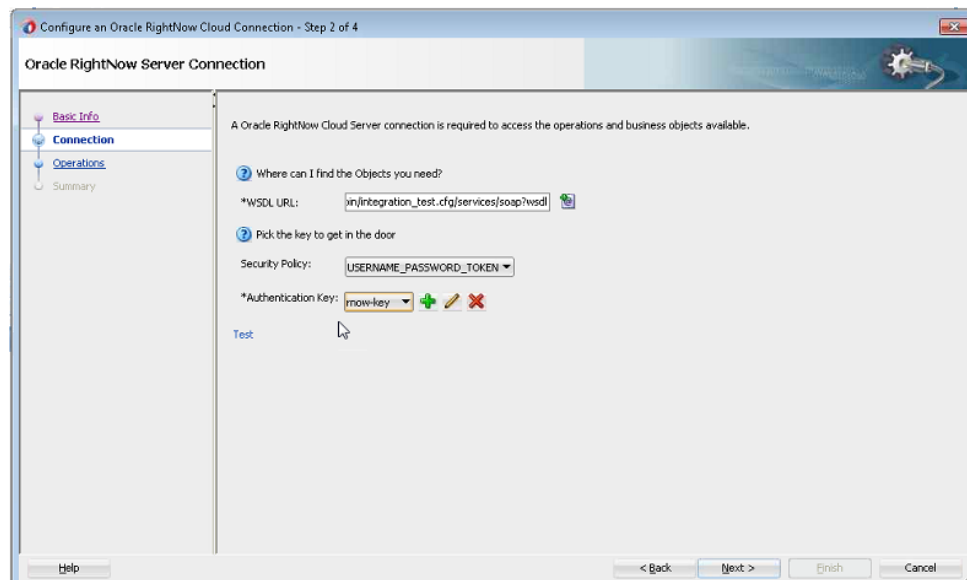 Configure an Oracle RightNow Cloud Connection - Step 2 of 4
Oracle RightNow Server Connection
Basic Info
Connection
Operations
Summary
A Oracle RightNow Cloud Server connection is required to access the operations and business objects available.
Where can I find the Objects you need?
*WSDL URL: in/integration_test.cfg/services/soap?wsdl
Pick the key to get in the door
Security Policy: USERNAME_PASSWORD_TOKEN
*Authentication Key: rnow-key
Test
Help
< Back
Next >
Finish
Cancel